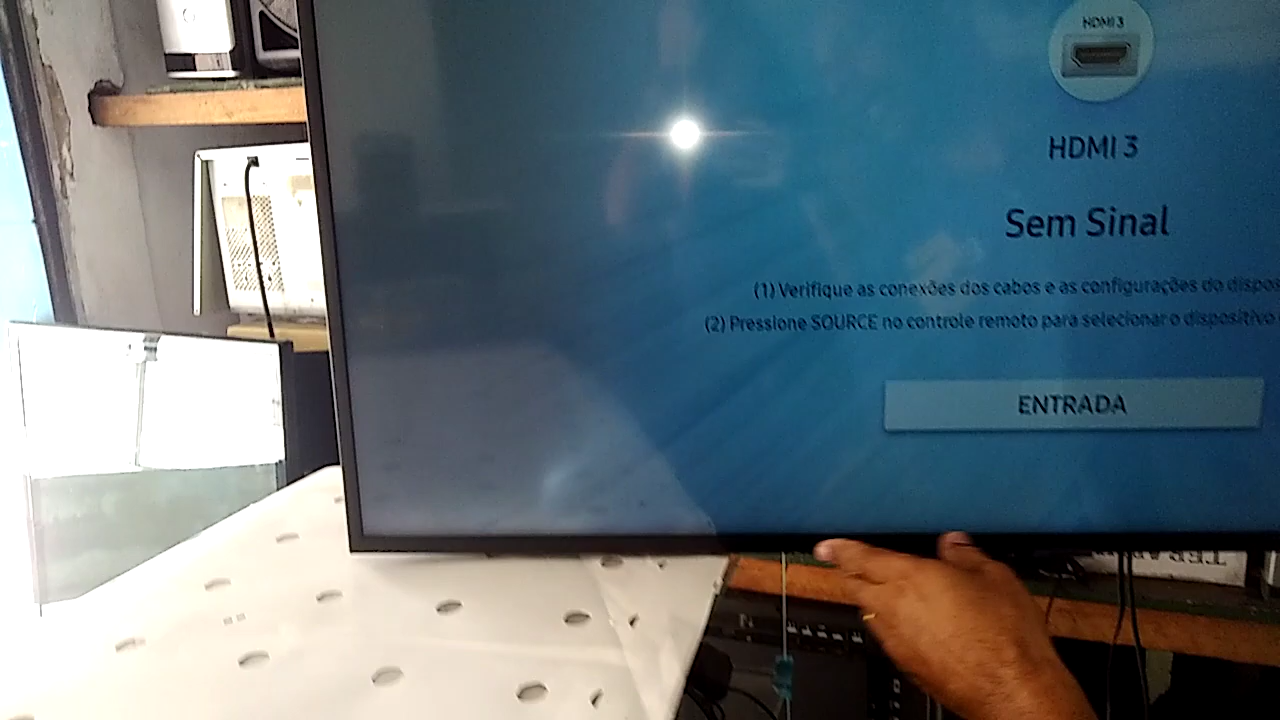 HDMI 3
HDMI 3
Sem Sinal
(1) Verifique as conexões dos cabos e as configurações do dispos
(2) Pressione SOURCE no controle remoto para selecionar o dispositivo
ENTRADA